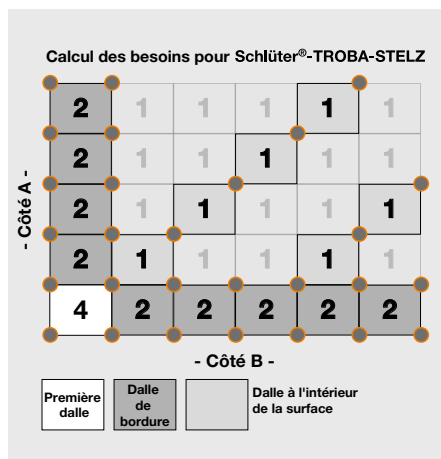 Calcul des besoins pour Schlüter®-TROBA-STELZ
2 1 1 1 1 1
2 1 1 1 1 1
2 1 1 1 1 1
2 1 1 1 1 1
4 2 2 2 2 2
- Côté A -
- Côté B -
Première
dalle
Dalle
de
bordure
Dalle à l'intérieur
de la surface